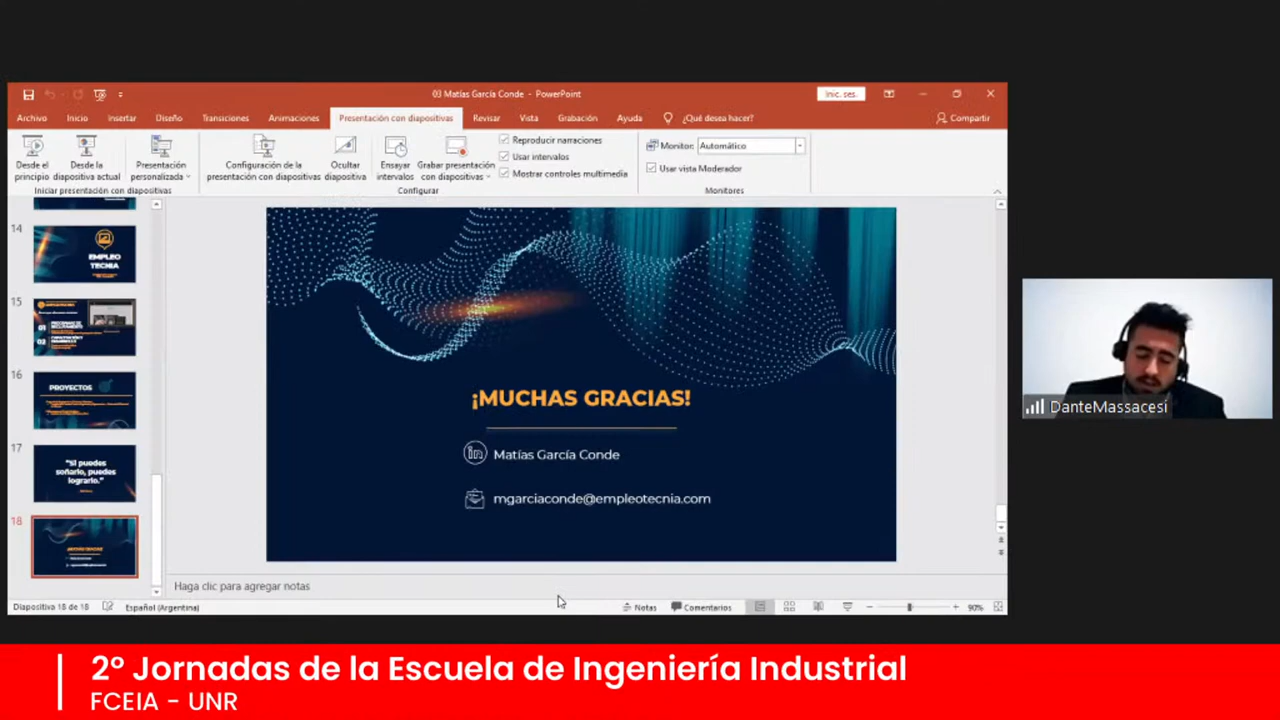 03 Matías García Conde - PowerPoint
Inic. ses.
Archivo Inicio Insertar Diseño Transiciones Animaciones Presentación con diapositivas Revisar Vista Grabación Ayuda ¿Qué desea hacer? Compartir
Desde el principio
Desde la diapositiva actual
Presentación personalizada
Configuración de la presentación con diapositivas
Ocultar diapositiva
Ensayar intervalos
Grabar presentación con diapositivas
Reproducir narraciones
Usar intervalos
Mostrar controles multimedia
Monitor: Automático
Usar vista Moderador
Iniciar presentación con diapositivas
Configurar
Monitores
14
EMPLEO
TECNIA
15
01
02
16
PROYECTOS
17
"Si puedes
soñarlo, puedes
lograrlo."
18
¡MUCHAS GRACIAS!
in Matías García Conde
mgarciaconde@empleotecnia.com
Haga clic para agregar notas
Diapositiva 18 de 18 Español (Argentina) Notas Comentarios 90%
DanteMassacesi
2° Jornadas de la Escuela de Ingeniería Industrial
FCEIA - UNR